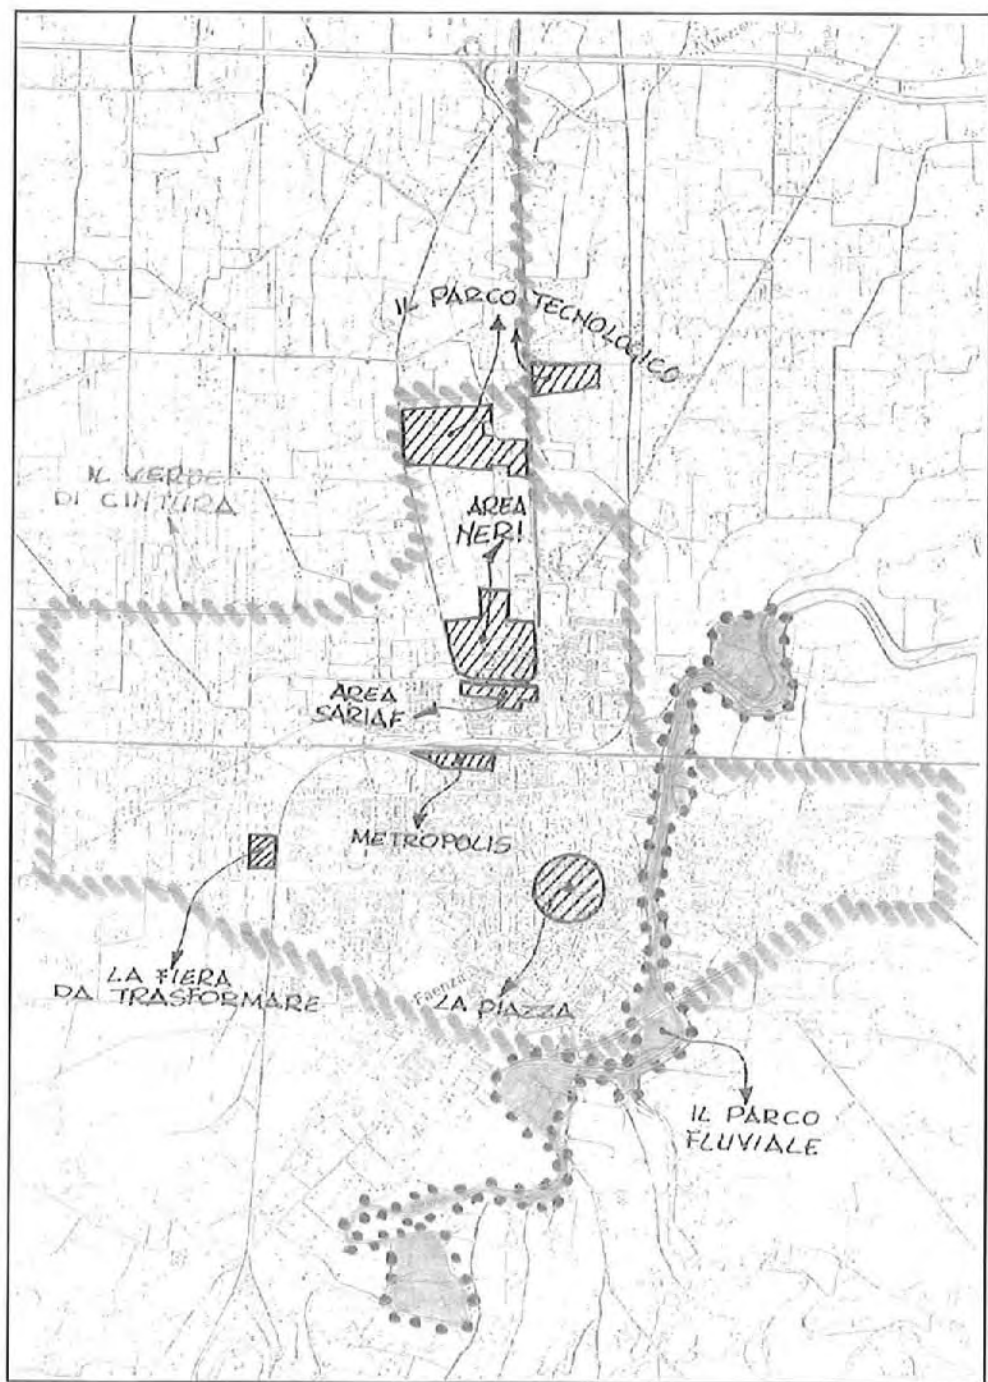 IL PARCO TECNOLOGICO
IL VERDE
DI CINTURA
AREA
NERI
AREA
SARIAF
METROPOLIS
LA FIERA
DA TRASFORMARE
Faenza
LA PIAZZA
IL PARCO
FLUVIALE